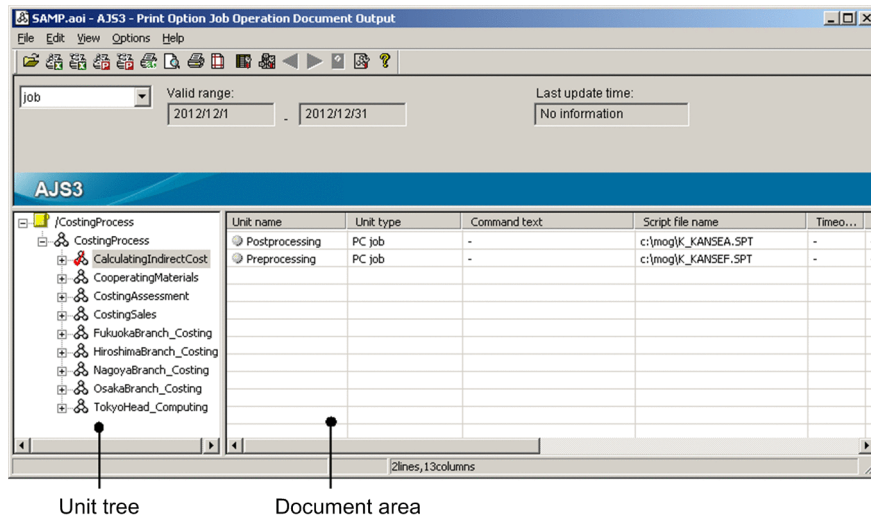 SAMP.aoi - AJS3 - Print Option Job Operation Document Output
File Edit View Options Help
job
Valid range:
2012/12/1 - 2012/12/31
Last update time:
No information
AJS3
/CostingProcess
CostingProcess
CalculatingIndirectCost
CooperatingMaterials
CostingAssessment
CostingSales
FukuokaBranch_Costing
HiroshimaBranch_Costing
NagoyaBranch_Costing
OsakaBranch_Costing
TokyoHead_Computing
Unit name Unit type Command text Script file name Timeo...
Postprocessing PC job - c:\mog\K_KANSEA.SPT -
Preprocessing PC job - c:\mog\K_KANSEF.SPT -
2lines,13columns
Unit tree
Document area